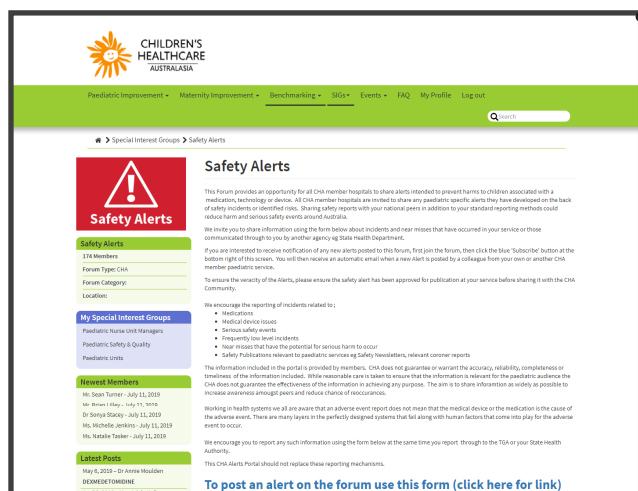 CHILDREN'S
HEALTHCARE
AUSTRALASIA
Paediatric Improvement Maternity Improvement Benchmarking SIGs Events FAQ My Profile Log out
Search
Special Interest Groups Safety Alerts
Safety Alerts
Safety Alerts
174 Members
Forum Type: CHA
Forum Category:
Location:
My Special Interest Groups
Paediatric Nurse Unit Managers
Paediatric Safety & Quality
Paediatric Units
Newest Members
Mr. Sean Turner - July 11, 2019
Mr. Brian Lilley - July 11, 2019
Dr Sonya Stacey - July 11, 2019
Ms. Michelle Jenkins - July 11, 2019
Ms. Natalie Tasker - July 11, 2019
Latest Posts
May 6, 2019 – Dr Annie Moulden
DEXMEDETOMIDINE
Safety Alerts
This Forum provides an opportunity for all CHA member hospitals to share alerts intended to prevent harms to children associated with a
medication, technology or device. All CHA member hospitals are invited to share any paediatric specific alerts they have developed on the back
of safety incidents or identified risks. Sharing safety reports with your national peers in addition to your standard reporting methods could
reduce harm and serious safety events around Australia.
We invite you to share information using the form below about incidents and near misses that have occurred in your service or those
communicated through to you by another agency eg State Health Department.
If you are interested to receive notification of any new alerts posted to this forum, first join the forum, then click the blue 'Subscribe' button at the
bottom right of this screen. You will then receive an automatic email when a new Alert is posted by a colleague from your own or another CHA
member paediatric service.
To ensure the veracity of the Alerts, please ensure the safety alert has been approved for publication at your service before sharing it with the CHA
Community.
We encourage the reporting of incidents related to ;
Medications
Medical device issues
Serious safety events
Frequently low level incidents
Near misses that have the potential for serious harm to occur
Safety Publications relevant to paediatric services eg Safety Newsletters, relevant coroner reports
The information included in the portal is provided by members. CHA does not guarantee or warrant the accuracy, reliability, completeness or
timeliness of the information included. While reasonable care is taken to ensure that the information is relevant for the paediatric audience the
CHA does not guarantee the effectiveness of the information in achieving any purpose. The aim is to share inforamtion as widely as possible to
increase awareness amongst peers and reduce chance of reoccurances.
Working in health systems we all are aware that an adverse event report does not mean that the medical device or the medication is the cause of
the adverse event. There are many layers in the perfectly designed systems that fail along with human factors that come into play for the adverse
event to occur.
We encourage you to report any such information using the form below at the same time you report through to the TGA or your State Health
Authority.
This CHA Alerts Portal should not replace these reporting mechanisms.
To post an alert on the forum use this form (click here for link)